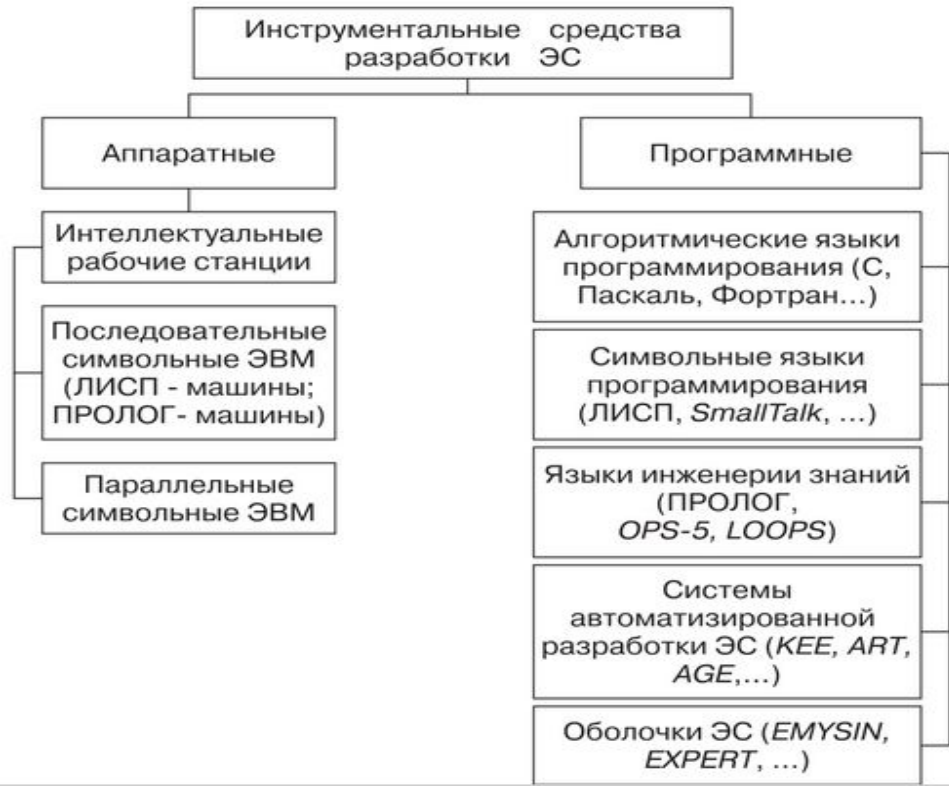 Инструментальные средства
разработки ЭС
Аппаратные
Интеллектуальные
рабочие станции
Последовательные
символьные ЭВМ
(ЛИСП - машины;
ПРОЛОГ- машины)
Параллельные
символьные ЭВМ
Программные
Алгоритмические языки
программирования (С,
Паскаль, Фортран...)
Символьные языки
программирования
(ЛИСП, SmallTalk, ...)
Языки инженерии знаний
(ПРОЛОГ,
OPS-5, LOOPS)
Системы
автоматизированной
разработки ЭС (KEE, ART,
AGE,...)
Оболочки ЭС (EMYSIN,
EXPERT, ...)